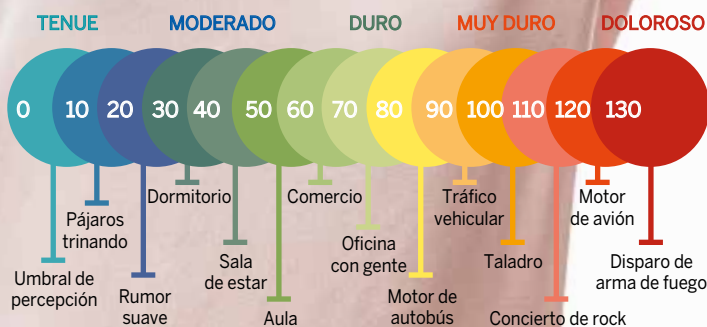 TENUE MODERADO DURO MUY DURO DOLOROSO
0 10 20 30 40 50 60 70 80 90 100 110 120 130
Umbral de
percepción
Pájaros
trinando
Rumor
suave
Dormitorio
Sala
de estar
Aula
Comercio
Oficina
con gente
Motor de
autobús
Tráfico
vehicular
Taladro
Concierto de rock
Motor
de avión
Disparo de
arma de fuego